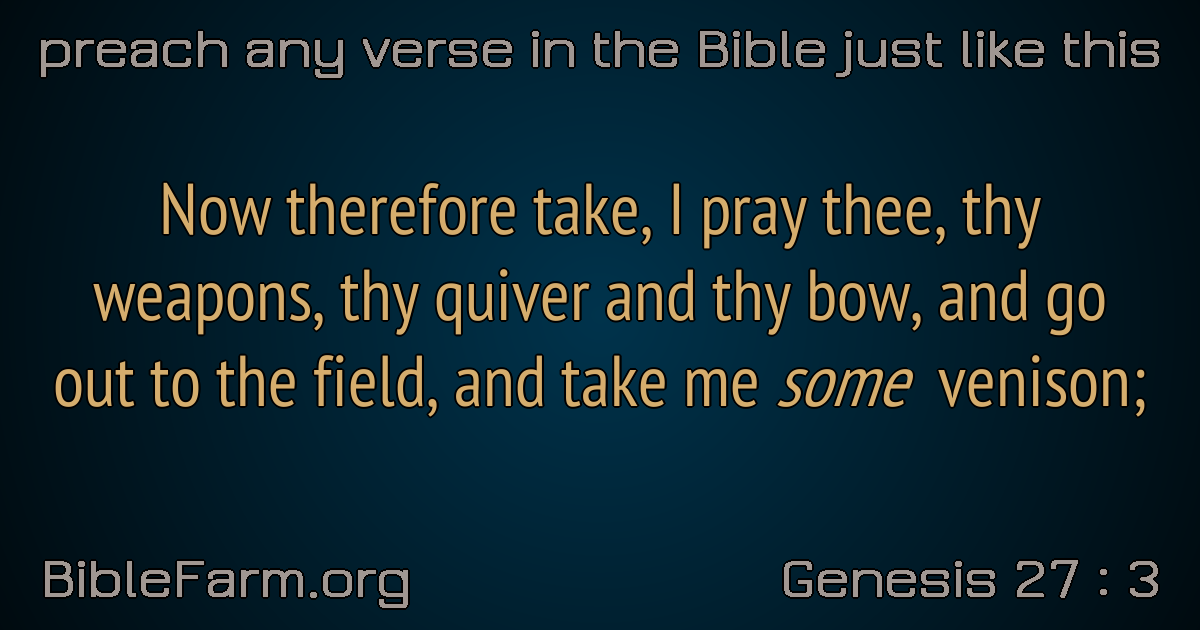 preach any verse in the Bible just like this
Now therefore take, I pray thee, thy
weapons, thy quiver and thy bow, and go
out to the field, and take me some venison;
BibleFarm.org
Genesis 27 : 3